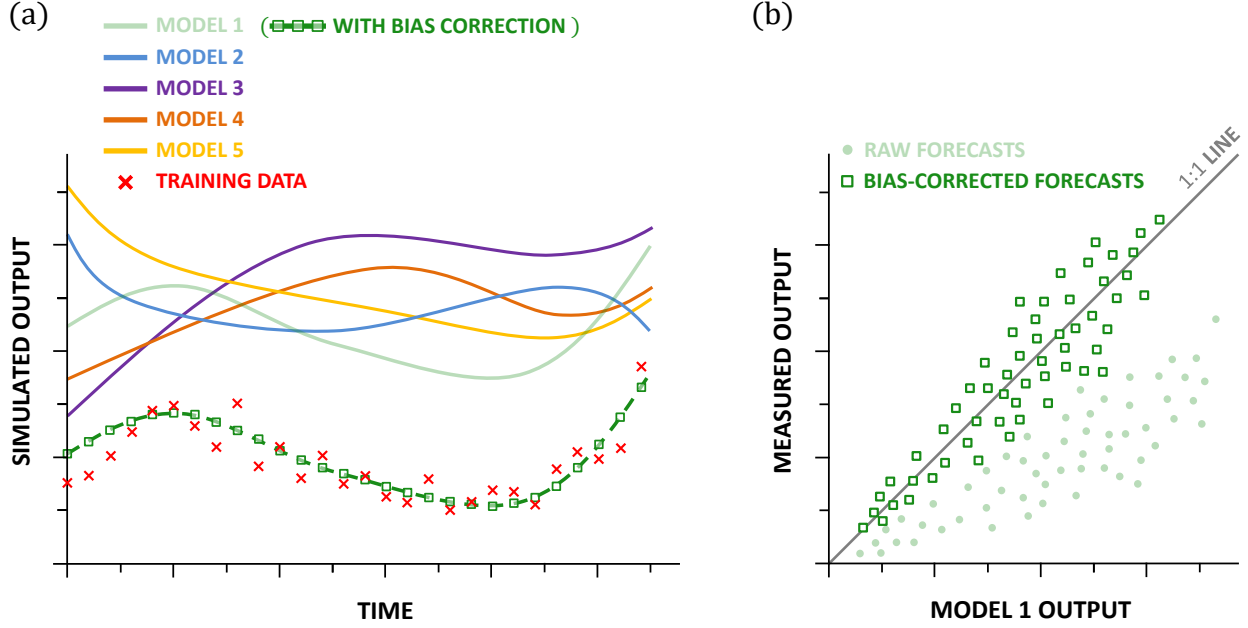 (a)
MODEL 1 ( WITH BIAS CORRECTION )
MODEL 2
MODEL 3
MODEL 4
MODEL 5
TRAINING DATA
SIMULATED OUTPUT
TIME
(b)
RAW FORECASTS
BIAS-CORRECTED FORECASTS
1:1 LINE
MEASURED OUTPUT
MODEL 1 OUTPUT